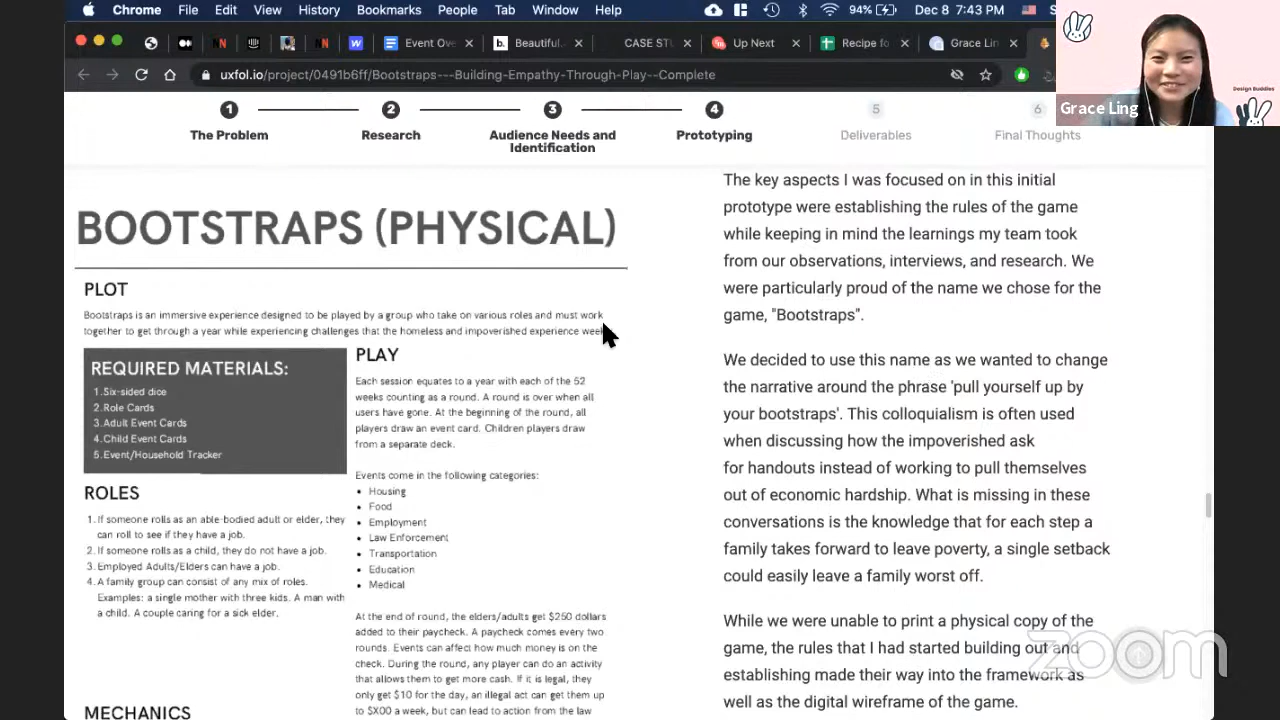 Chrome File Edit View History Bookmarks People Tab Window Help 94% Dec 8 7:43 PM
Event Ove Beautiful. CASE ST Up Next Recipe fo Grace Lin
uxfol.io/project/0491b6ff/Bootstraps---Building-Empathy-Through-Play--Complete
Design Buddies
Grace Ling
1 2 3 4 5 6
The Problem Research Audience Needs and Prototyping Deliverables Final Thoughts
Identification
BOOTSTRAPS (PHYSICAL)
PLOT
Bootstraps is an immersive experience designed to be played by a group who take on various roles and must work
together to get through a year while experiencing challenges that the homeless and impoverished experience week
REQUIRED MATERIALS:
1.Six-sided dice
2.Role Cards
3.Adult Event Cards
4.Child Event Cards
5.Event/Household Tracker
ROLES
1. If someone rolls as an able-bodied adult or elder, they
can roll to see if they have a job.
2. If someone rolls as a child, they do not have a job.
3. Employed Adults/Elders can have a job.
4. A family group can consist of any mix of roles.
Examples: a single mother with three kids. A man with
a child. A couple caring for a sick elder.
MECHANICS
PLAY
Each session equates to a year with each of the 52
weeks counting as a round. A round is over when all
users have gone. At the beginning of the round, all
players draw an event card. Children players draw
from a separate deck.
Events come in the following categories:
• Housing
• Food
• Employment
• Law Enforcement
• Transportation
• Education
• Medical
At the end of round, the elders/adults get $250 dollars
added to their paycheck. A paycheck comes every two
rounds. Events can affect how much money is on the
check. During the round, any player can do an activity
that allows them to get more cash. If it is legal, they
only get $10 for the day, an illegal act can get them up
to $X00 a week, but can lead to action from the law
The key aspects I was focused on in this initial
prototype were establishing the rules of the game
while keeping in mind the learnings my team took
from our observations, interviews, and research. We
were particularly proud of the name we chose for the
game, "Bootstraps".
We decided to use this name as we wanted to change
the narrative around the phrase 'pull yourself up by
your bootstraps'. This colloquialism is often used
when discussing how the impoverished ask
for handouts instead of working to pull themselves
out of economic hardship. What is missing in these
conversations is the knowledge that for each step a
family takes forward to leave poverty, a single setback
could easily leave a family worst off.
While we were unable to print a physical copy of the
game, the rules that I had started building out and
establishing made their way into the framework as
well as the digital wireframe of the game.
zoom